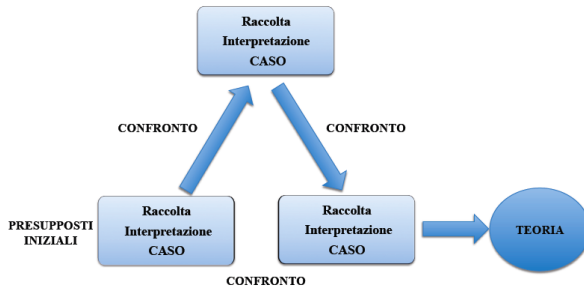 Raccolta
Interpretazione
CASO
CONFRONTO
CONFRONTO
PRESUPPOSTI
INIZIALI
Raccolta
Interpretazione
CASO
Raccolta
Interpretazione
CASO
TEORIA
CONFRONTO